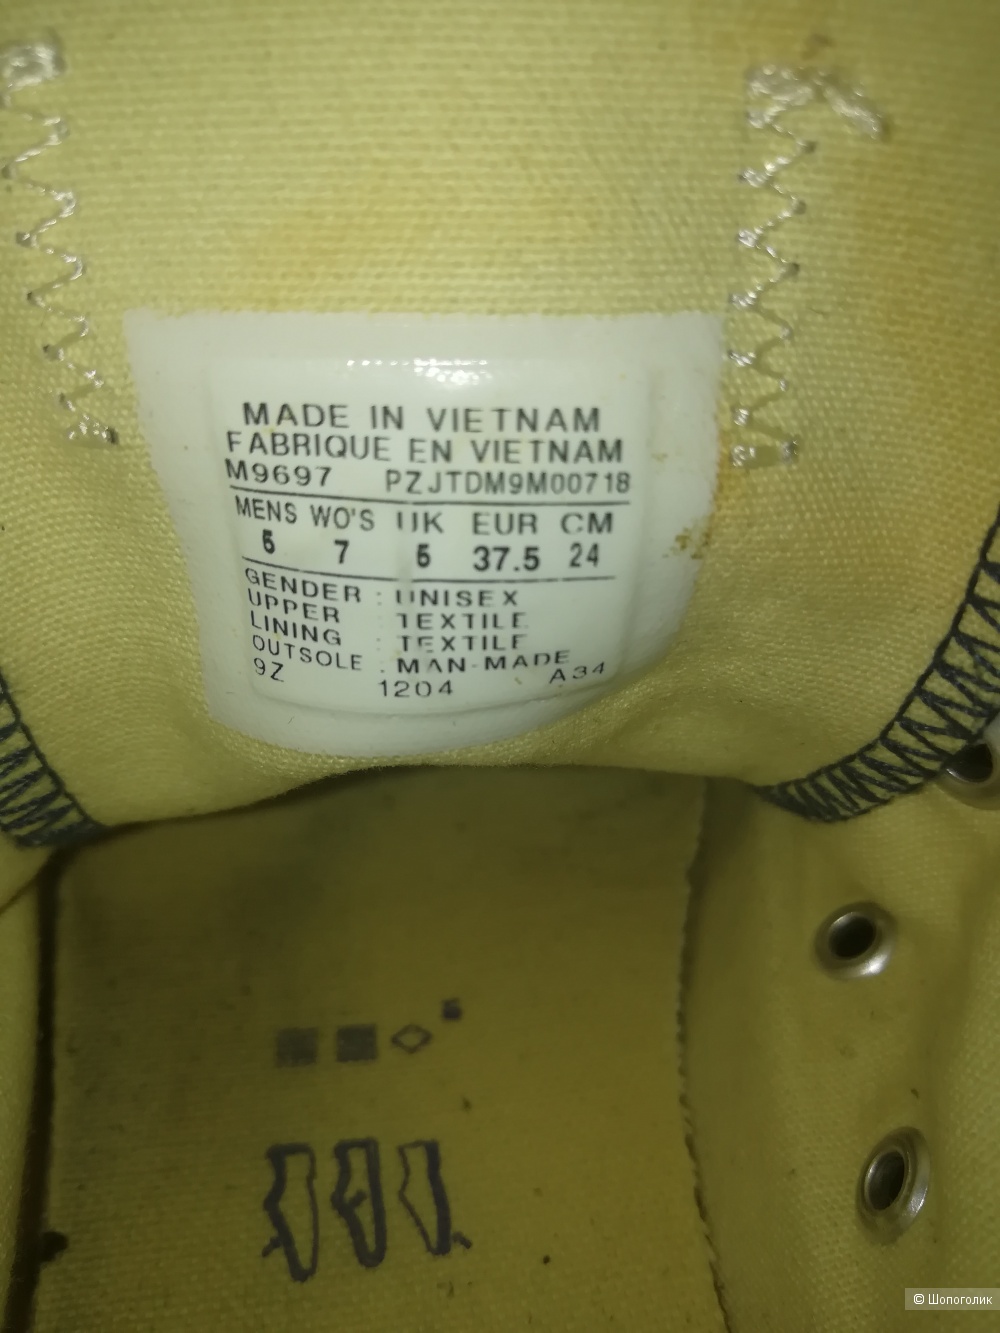 MADE IN VIETNAM
FABRIQUE EN VIETNAM
M9697 PZJTDM9M00718
MENS WO'S UK EUR CM
5 7 5 37.5 24
GENDER : UNISEX
UPPER : TEXTILE
LINING : TEXTILE
OUTSOLE : MAN-MADE
9Z 1204 A34
© Шопоголик